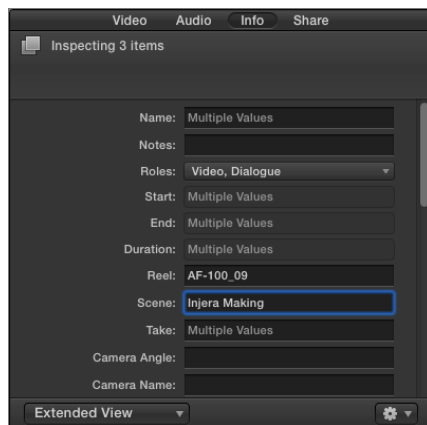 Video Audio Info Share
Inspecting 3 items
Name: Multiple Values
Notes:
Roles: Video, Dialogue
Start: Multiple Values
End: Multiple Values
Duration: Multiple Values
Reel: AF-100_09
Scene: Injera Making
Take: Multiple Values
Camera Angle:
Camera Name:
Extended View